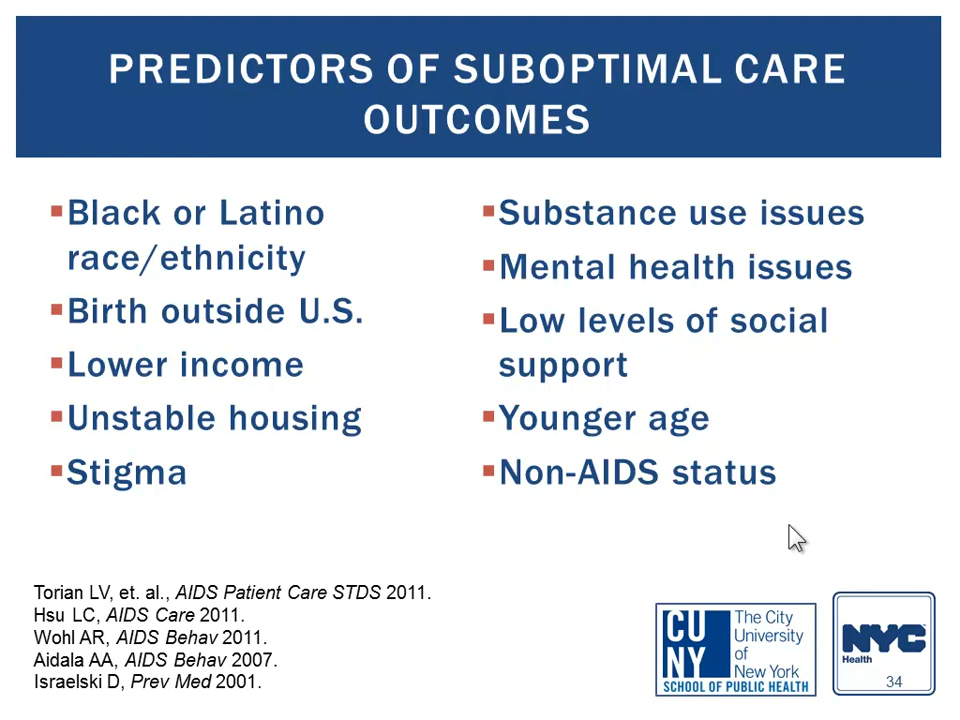 PREDICTORS OF SUBOPTIMAL CARE
OUTCOMES
▪Black or Latino
race/ethnicity
▪Birth outside U.S.
▪Lower income
▪Unstable housing
▪Stigma
▪Substance use issues
▪Mental health issues
▪Low levels of social
support
▪Younger age
▪Non-AIDS status
Torian LV, et. al., AIDS Patient Care STDS 2011.
Hsu LC, AIDS Care 2011.
Wohl AR, AIDS Behav 2011.
Aidala AA, AIDS Behav 2007.
Israelski D, Prev Med 2001.
CU
NY
The City
University
of
New York
SCHOOL OF PUBLIC HEALTH
NYC
Health
34